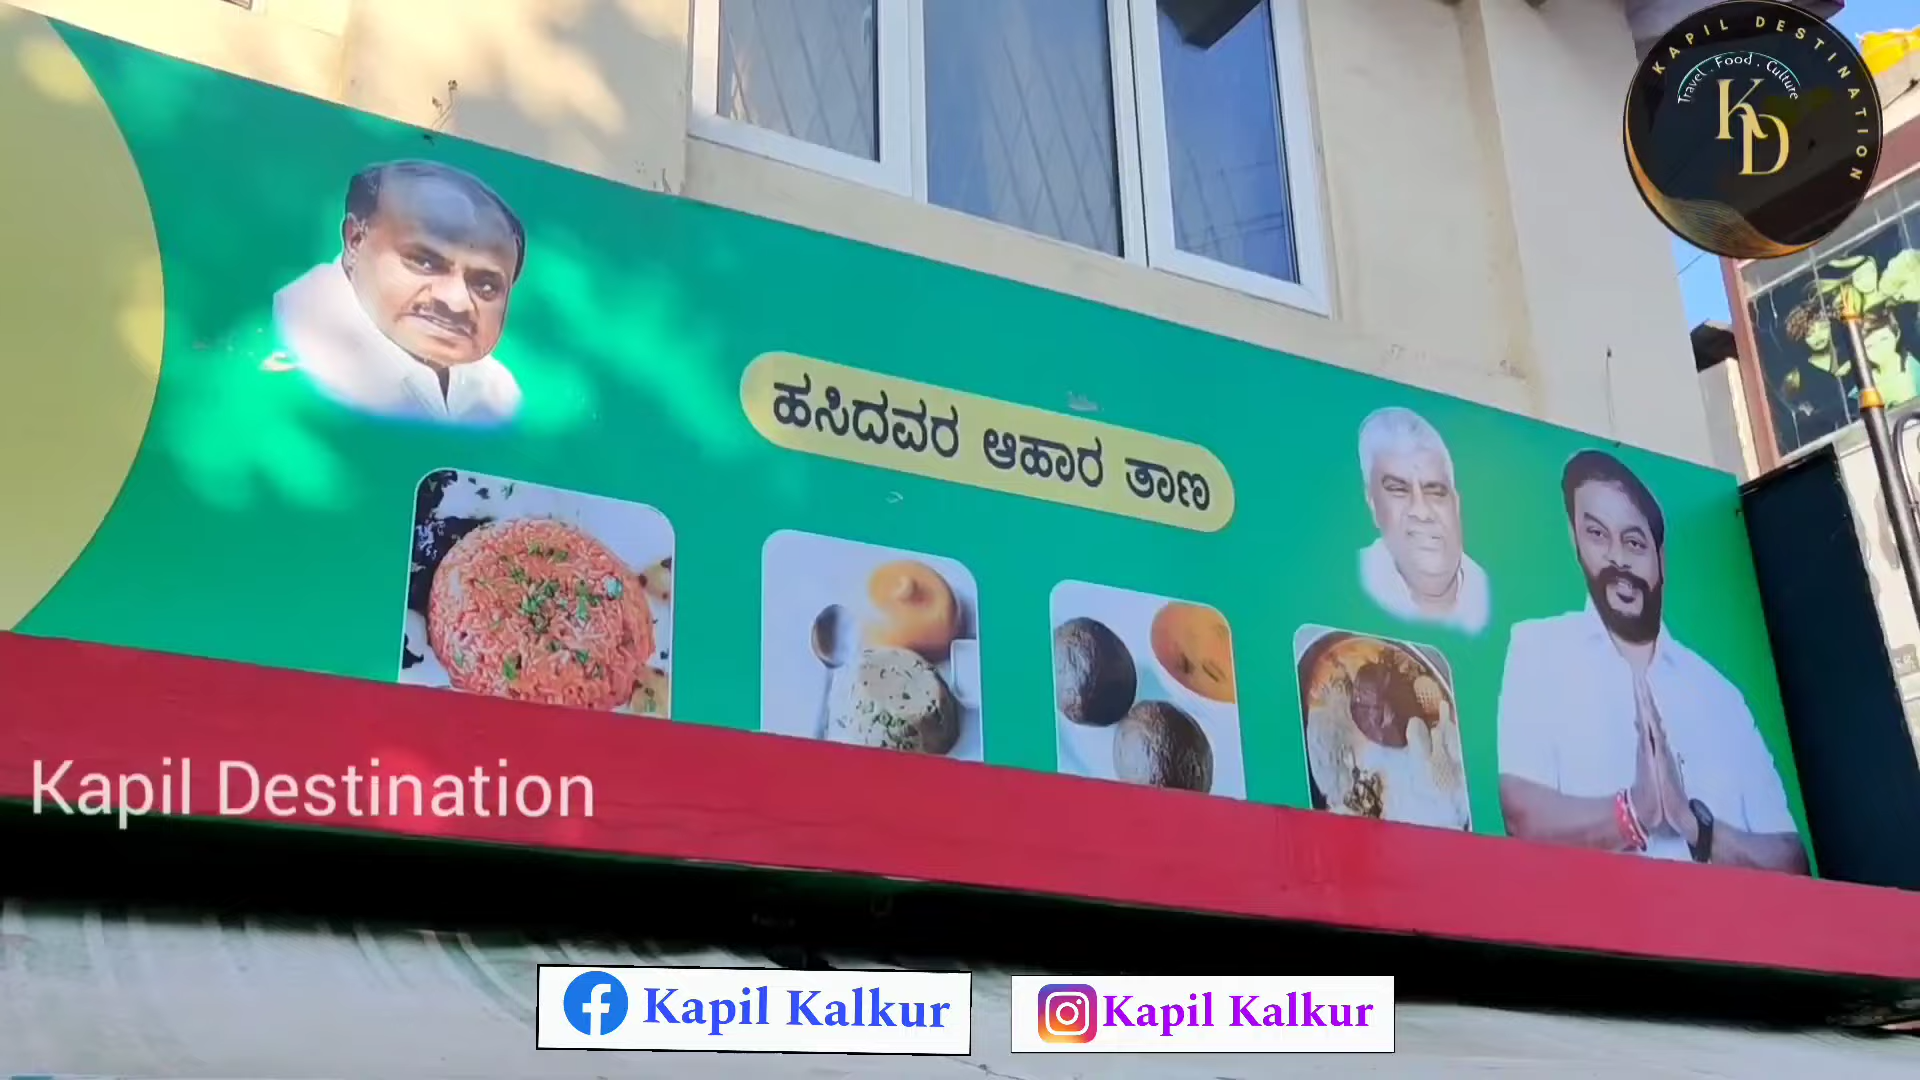 KAPIL DESTINATION
Travel . Food . Culture
KD
ಹಸಿದವರ ಆಹಾರ ತಾಣ
Kapil Destination
Kapil Kalkur
Kapil Kalkur